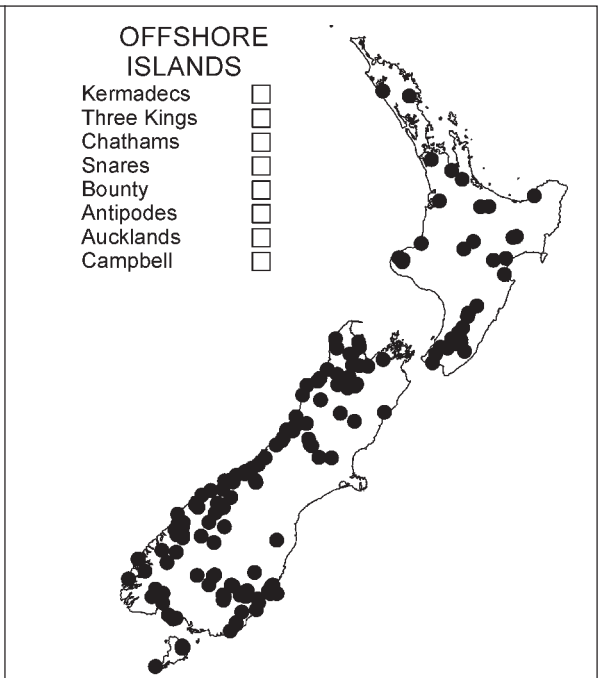 OFFSHORE
ISLANDS
Kermadecs
Three Kings
Chathams
Snares
Bounty
Antipodes
Aucklands
Campbell